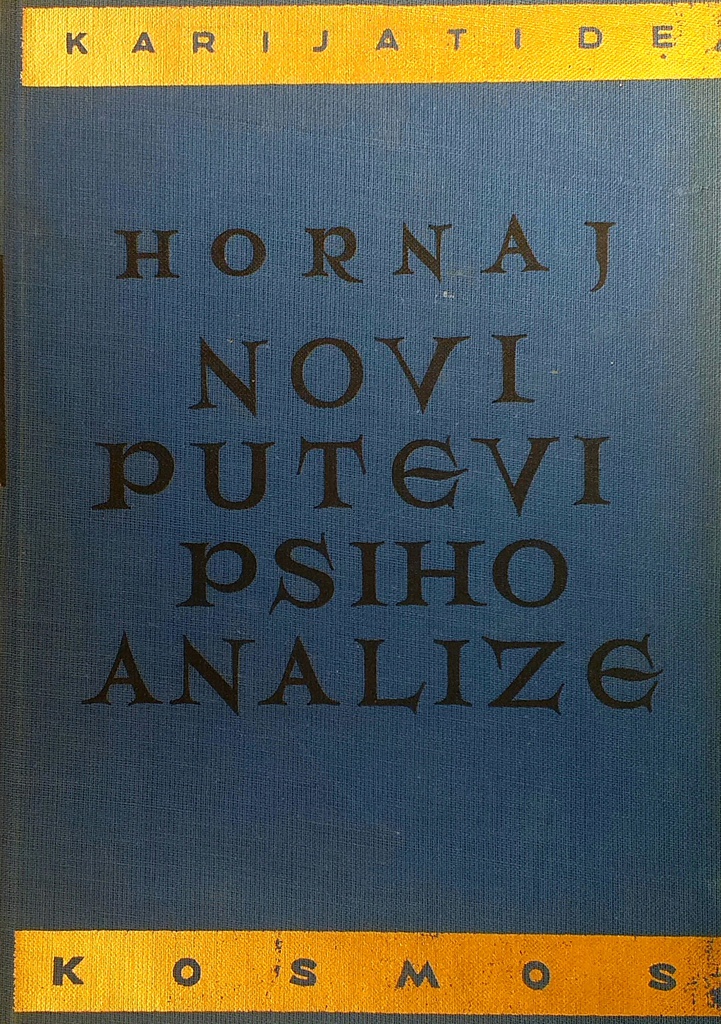 KARIJATIDE
HORNAJ
NOVI
PUTEVI
PSIHO
ANALIZE
KOSMOS